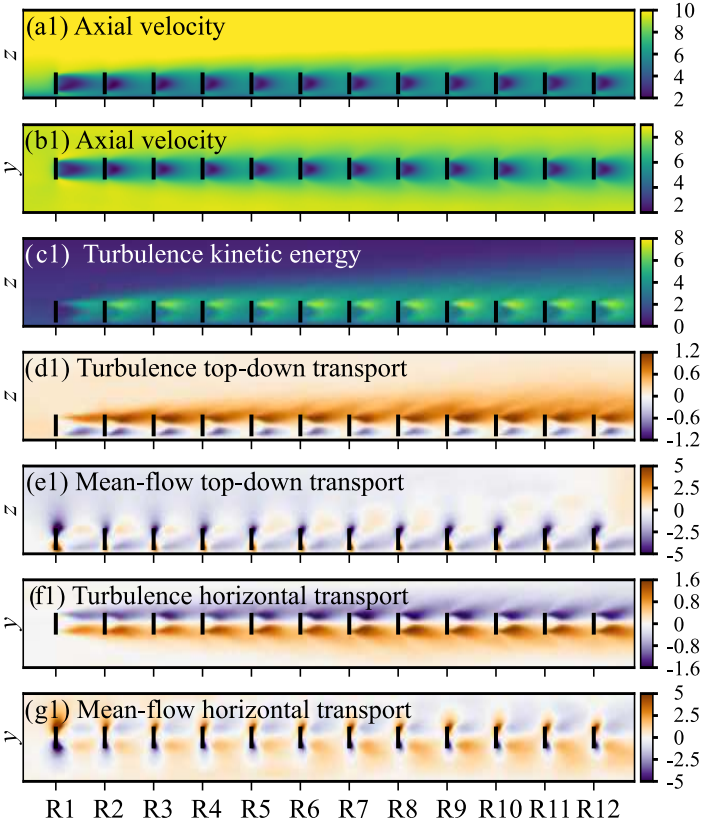 (a1) Axial velocity
z
10
8
6
4
2
(b1) Axial velocity
y
8
6
4
2
(c1) Turbulence kinetic energy
z
8
6
4
2
0
(d1) Turbulence top-down transport
z
1.2
0.6
0
-0.6
-1.2
(e1) Mean-flow top-down transport
z
5
2.5
0
-2.5
-5
(f1) Turbulence horizontal transport
y
1.6
0.8
0
-0.8
-1.6
(g1) Mean-flow horizontal transport
y
5
2.5
0
-2.5
-5
R1 R2 R3 R4 R5 R6 R7 R8 R9 R10 R11 R12